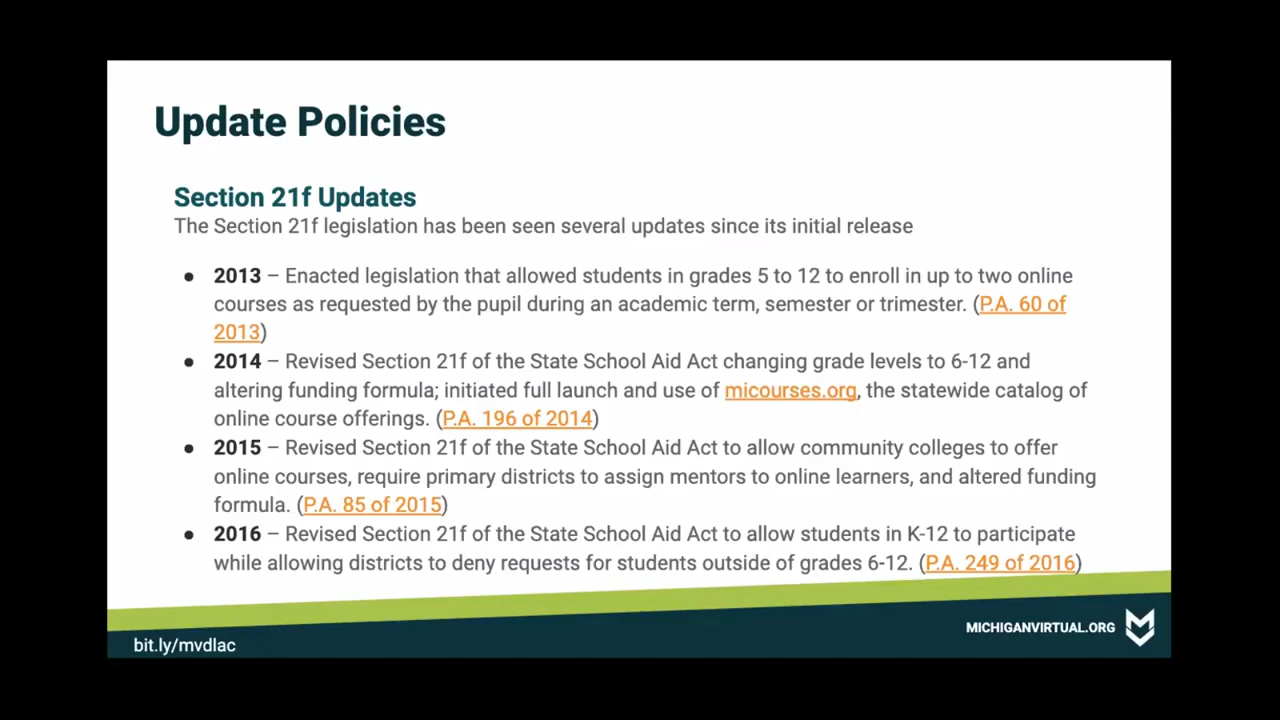 Update Policies
Section 21f Updates
The Section 21f legislation has been seen several updates since its initial release
● 2013 – Enacted legislation that allowed students in grades 5 to 12 to enroll in up to two online
courses as requested by the pupil during an academic term, semester or trimester. (P.A. 60 of
2013)
● 2014 – Revised Section 21f of the State School Aid Act changing grade levels to 6-12 and
altering funding formula; initiated full launch and use of micourses.org, the statewide catalog of
online course offerings. (P.A. 196 of 2014)
● 2015 – Revised Section 21f of the State School Aid Act to allow community colleges to offer
online courses, require primary districts to assign mentors to online learners, and altered funding
formula. (P.A. 85 of 2015)
● 2016 – Revised Section 21f of the State School Aid Act to allow students in K-12 to participate
while allowing districts to deny requests for students outside of grades 6-12. (P.A. 249 of 2016)
MICHIGANVIRTUAL.ORG
bit.ly/mvdlac